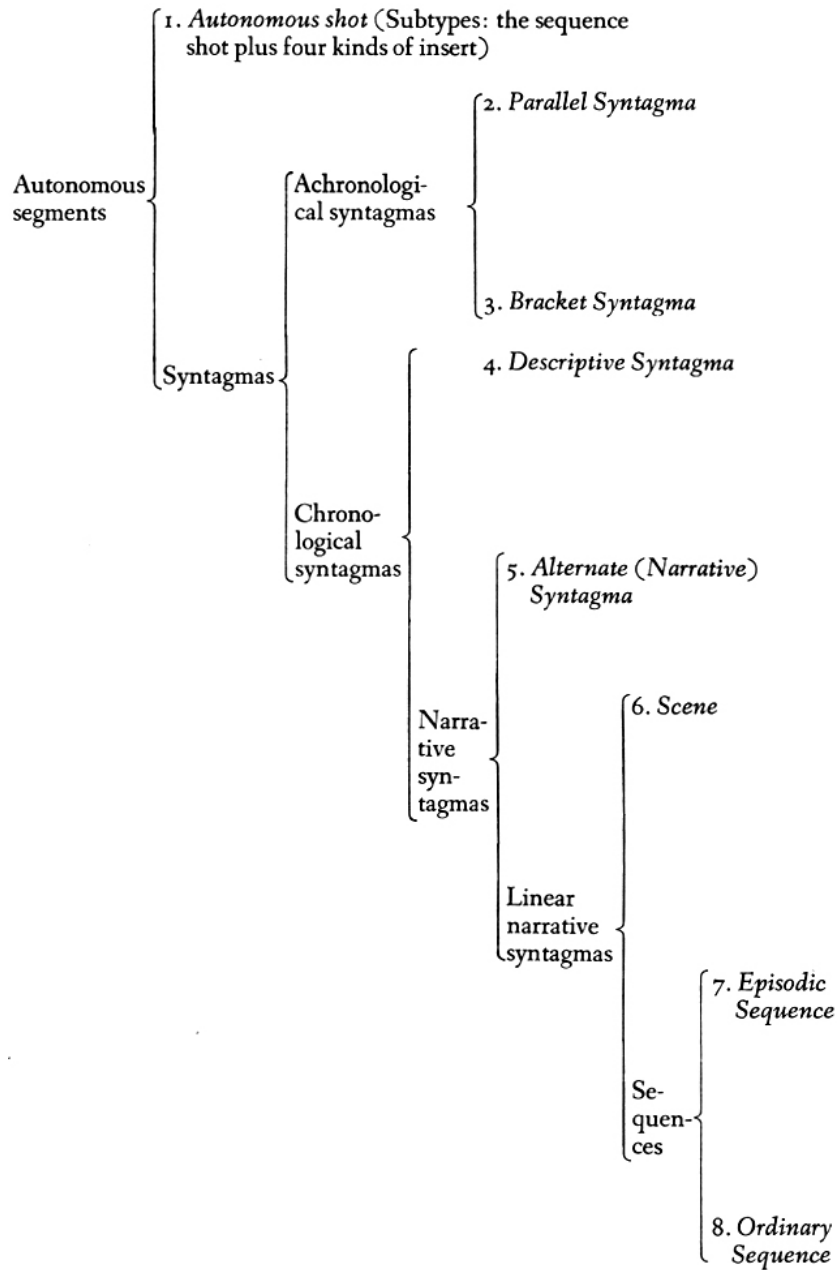 1. Autonomous shot (Subtypes: the sequence
shot plus four kinds of insert)
2. Parallel Syntagma
Autonomous
segments
Achronologi-
cal syntagmas
3. Bracket Syntagma
Syntagmas
4. Descriptive Syntagma
Chrono-
logical
syntagmas
5. Alternate (Narrative)
Syntagma
6. Scene
Narra-
tive
syn-
tagmas
Linear
narrative
syntagmas
7. Episodic
Sequence
Se-
quen-
ces
8. Ordinary
Sequence